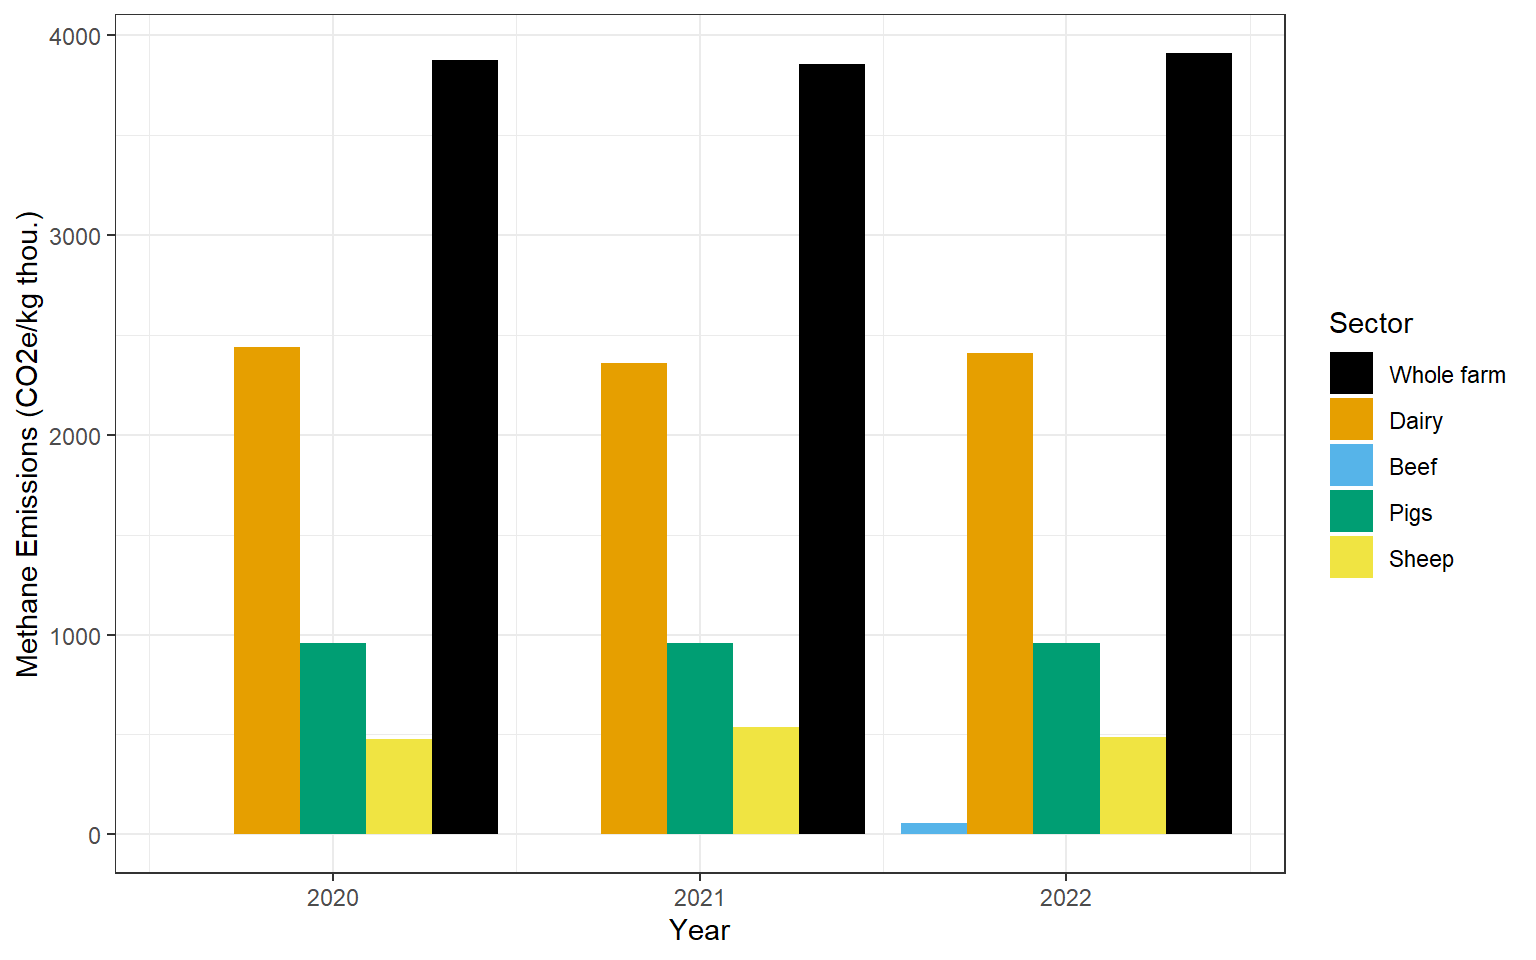 4000
3000
2000
1000
0
Methane Emissions (CO2e/kg thou.)
2020
2021
2022
Year
Sector
Whole farm
Dairy
Beef
Pigs
Sheep